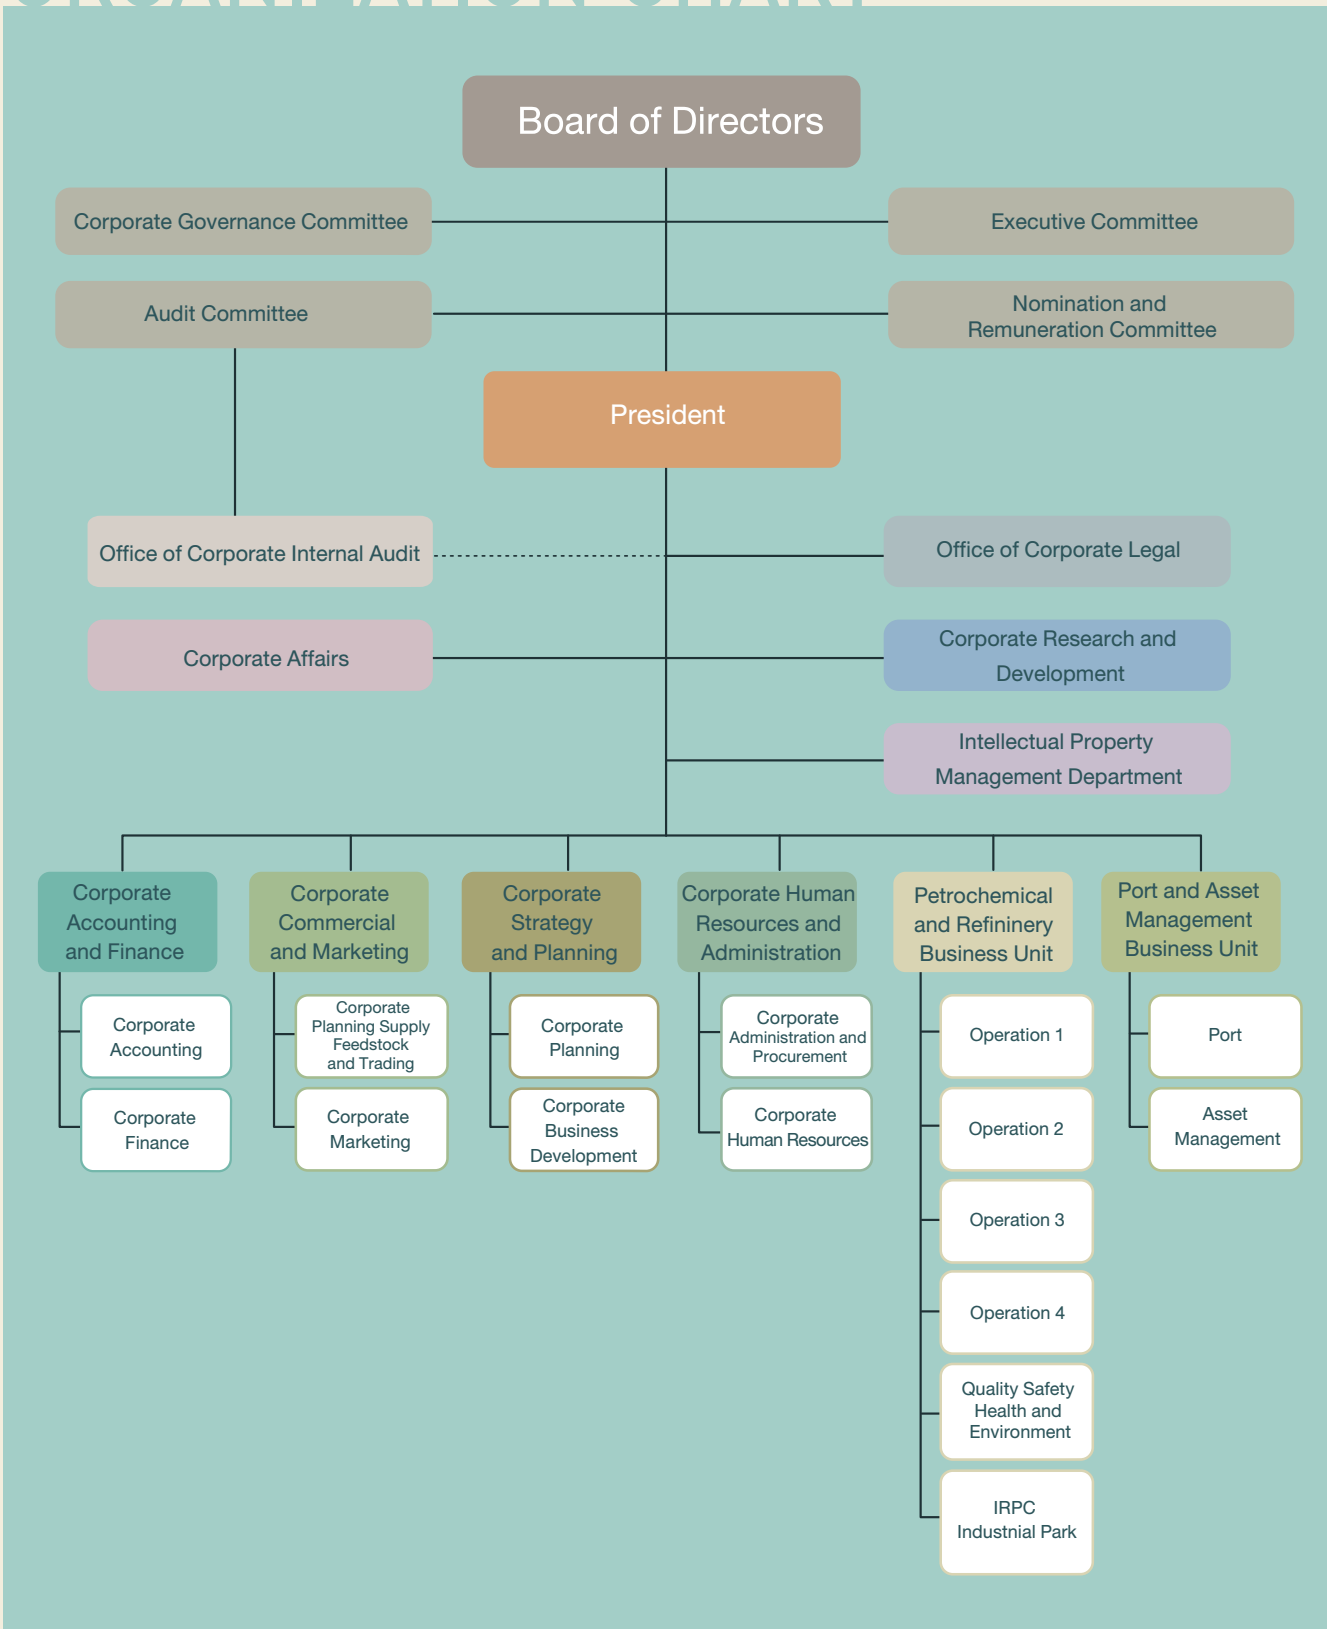 Board of Directors
Corporate Governance Committee
Executive Committee
Audit Committee
Nomination and
Remuneration Committee
President
Office of Corporate Internal Audit
Office of Corporate Legal
Corporate Affairs
Corporate Research and
Development
Intellectual Property
Management Department
Corporate
Accounting
and Finance
Corporate
Commercial
and Marketing
Corporate
Strategy
and Planning
Corporate Human
Resources and
Administration
Petrochemical
and Refininery
Business Unit
Port and Asset
Management
Business Unit
Corporate
Accounting
Corporate
Finance
Corporate
Planning Supply
Feedstock
and Trading
Corporate
Marketing
Corporate
Planning
Corporate
Business
Development
Corporate
Administration and
Procurement
Corporate
Human Resources
Operation 1
Operation 2
Operation 3
Operation 4
Quality Safety
Health and
Environment
IRPC
Industnial Park
Port
Asset
Management